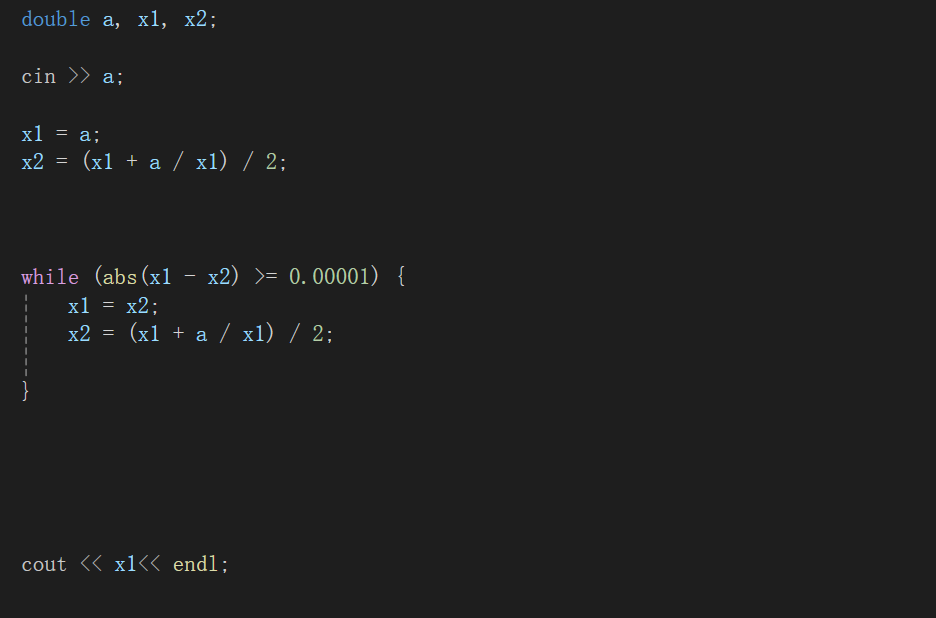 double a, x1, x2;
cin >> a;
x1 = a;
x2 = (x1 + a / x1) / 2;
while (abs(x1 - x2) >= 0.00001) {
x1 = x2;
x2 = (x1 + a / x1) / 2;
}
cout << x1<< endl;